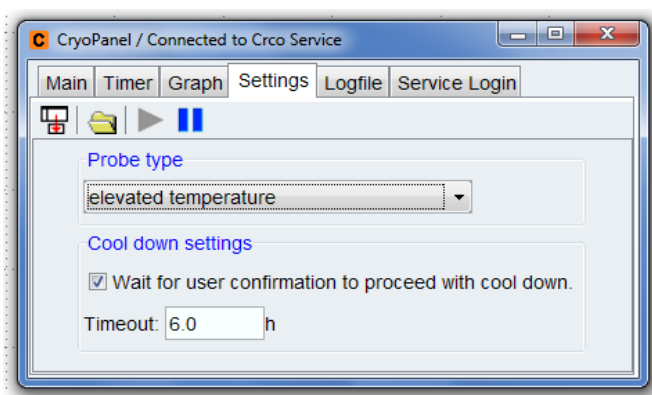 C CryoPanel / Connected to Crco Service
Main Timer Graph Settings Logfile Service Login
Probe type
elevated temperature
Cool down settings
Wait for user confirmation to proceed with cool down.
Timeout: 6.0 h